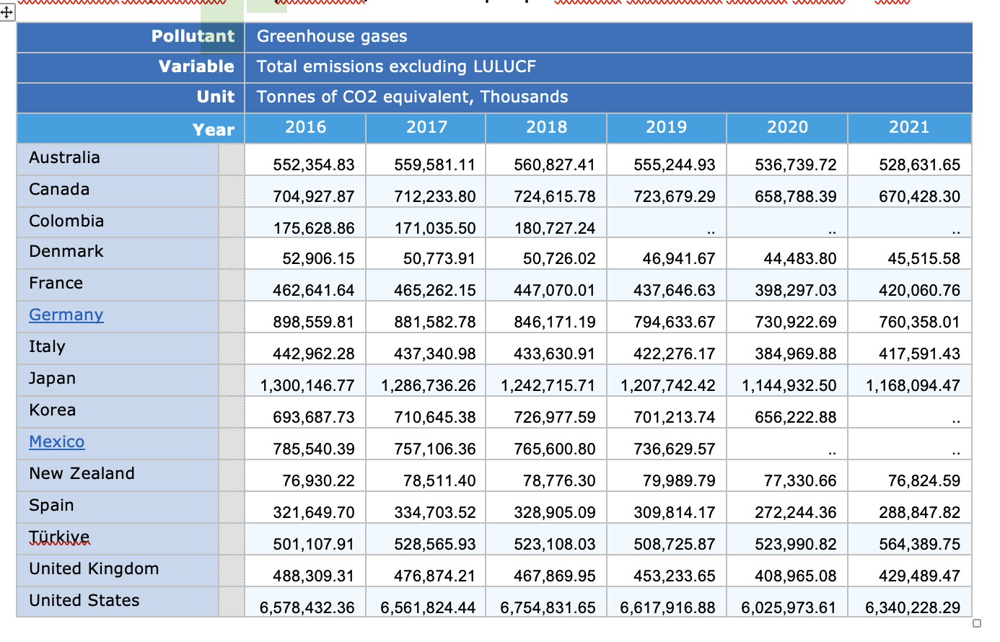 Pollutant Greenhouse gases
Variable Total emissions excluding LULUCF
Unit Tonnes of CO2 equivalent, Thousands
Year 2016 2017 2018 2019 2020 2021
Australia 552,354.83 559,581.11 560,827.41 555,244.93 536,739.72 528,631.65
Canada 704,927.87 712,233.80 724,615.78 723,679.29 658,788.39 670,428.30
Colombia 175,628.86 171,035.50 180,727.24 .. .. ..
Denmark 52,906.15 50,773.91 50,726.02 46,941.67 44,483.80 45,515.58
France 462,641.64 465,262.15 447,070.01 437,646.63 398,297.03 420,060.76
Germany 898,559.81 881,582.78 846,171.19 794,633.67 730,922.69 760,358.01
Italy 442,962.28 437,340.98 433,630.91 422,276.17 384,969.88 417,591.43
Japan 1,300,146.77 1,286,736.26 1,242,715.71 1,207,742.42 1,144,932.50 1,168,094.47
Korea 693,687.73 710,645.38 726,977.59 701,213.74 656,222.88 ..
Mexico 785,540.39 757,106.36 765,600.80 736,629.57 .. ..
New Zealand 76,930.22 78,511.40 78,776.30 79,989.79 77,330.66 76,824.59
Spain 321,649.70 334,703.52 328,905.09 309,814.17 272,244.36 288,847.82
Türkiye 501,107.91 528,565.93 523,108.03 508,725.87 523,990.82 564,389.75
United Kingdom 488,309.31 476,874.21 467,869.95 453,233.65 408,965.08 429,489.47
United States 6,578,432.36 6,561,824.44 6,754,831.65 6,617,916.88 6,025,973.61 6,340,228.29